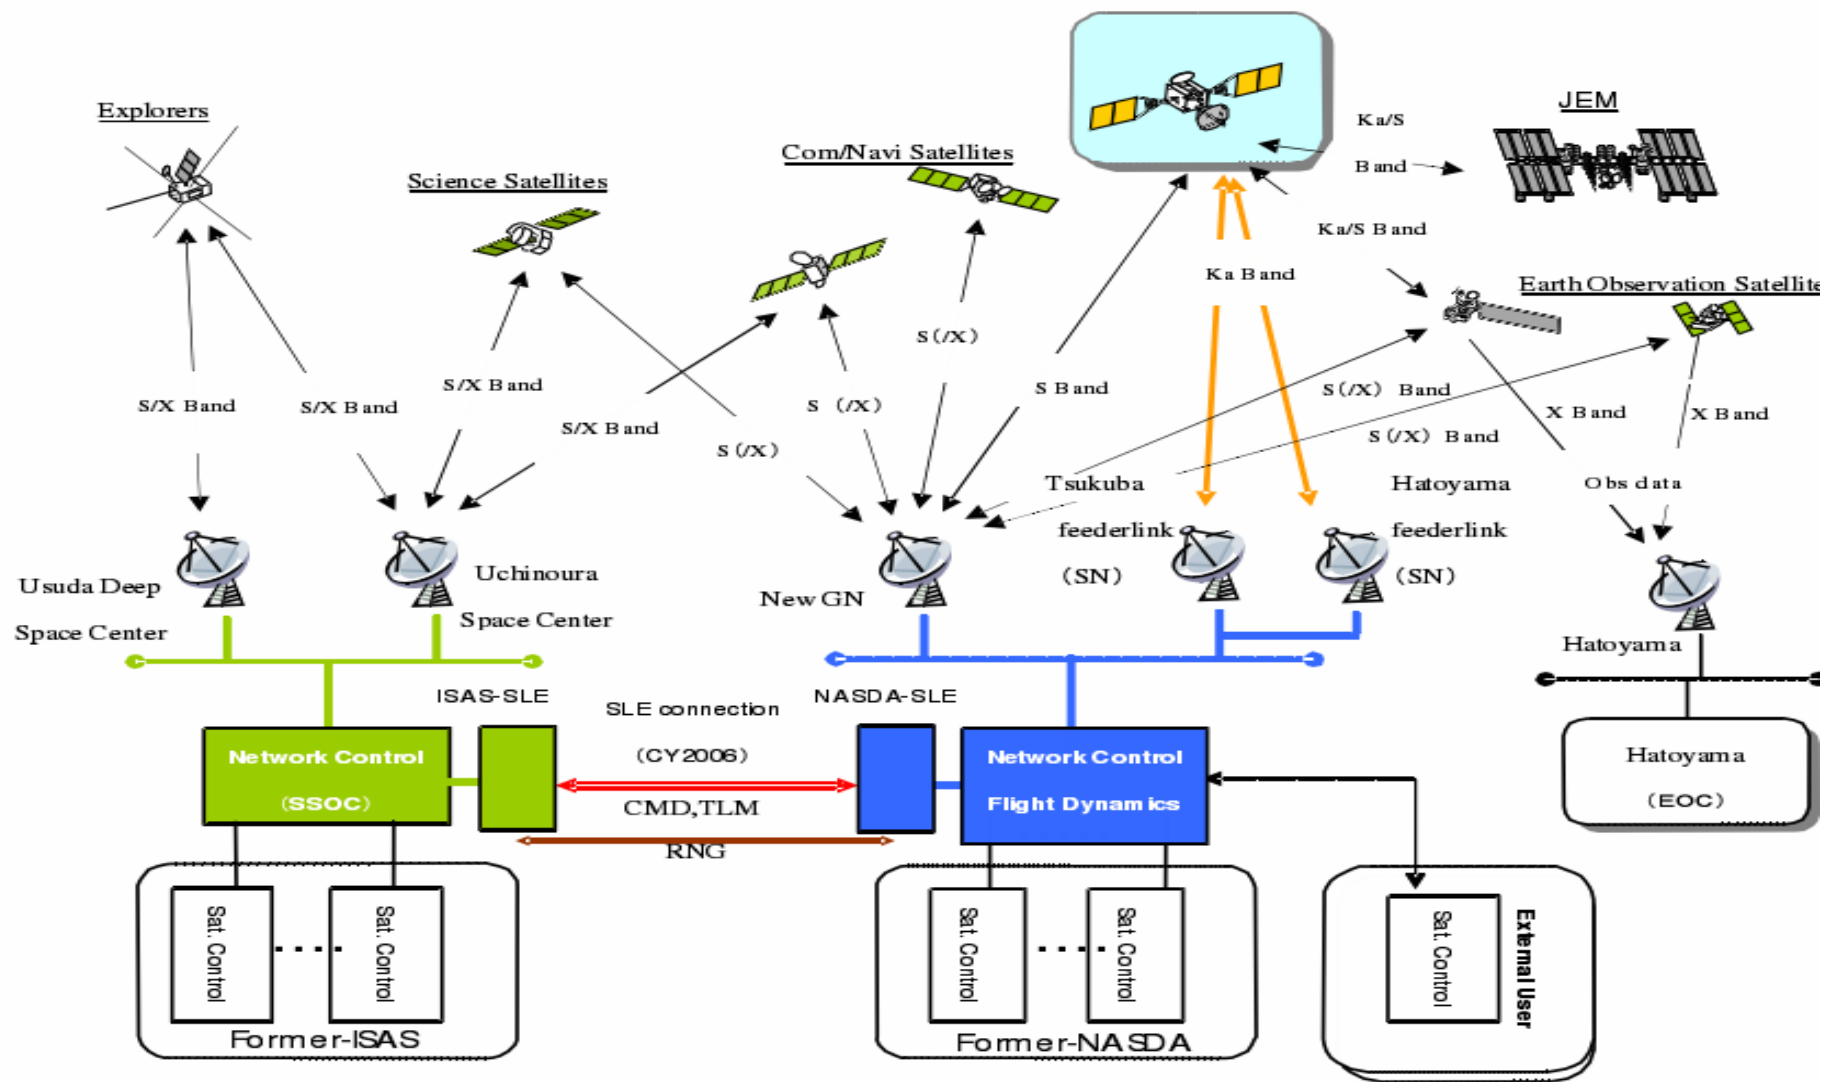 Explorers
Science Satellites
Com/Navi Satellites
Ka/S
Band
JEM
Ka/S Band
Ka Band
Earth Observation Satellite
S/X Band
S/X Band
S/X Band
S/X Band
S(/X)
S (/X)
S(/X)
S Band
S(/X) Band
S(/X) Band
X Band
X Band
Obs data
Usuda Deep
Space Center
Uchinoura
Space Center
New GN
Tsukuba
feederlink
(SN)
Hatoyama
feederlink
(SN)
Hatoyama
ISAS-SLE
SLE connection
(CY2006)
NASDA-SLE
CMD,TLM
RNG
Network Control
(SSOC)
Network Control
Flight Dynamics
Hatoyama
(EOC)
Sat. Control
....
Sat. Control
Former-ISAS
Sat. Control
....
Sat. Control
Former-NASDA
Sat. Control
External User